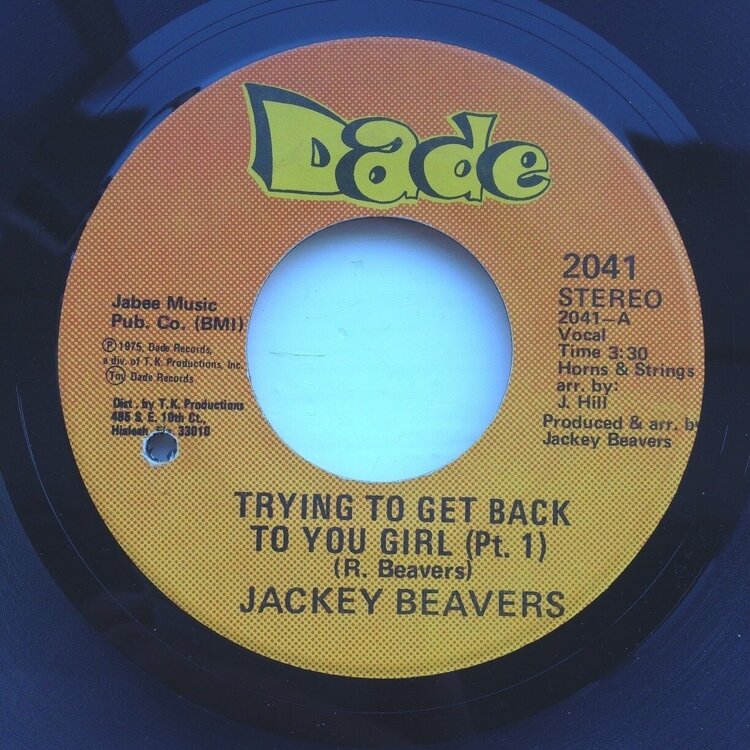 Dade
2041
STEREO
2041-A
Vocal
Time 3:30
Horns & Strings
arr. by:
J. Hill
Produced & arr. by
Jackey Beavers
Jabee Music
Pub. Co. (BMI)
Ⓟ 1975, Dade Records,
a div. of T. K. Productions, Inc.
Tm Dade Records
Dist. by T.K. Productions
495 S. E. 10th Ct.,
Hialeah, Fla. 33010
TRYING TO GET BACK
TO YOU GIRL (Pt. 1)
(R. Beavers)
JACKEY BEAVERS